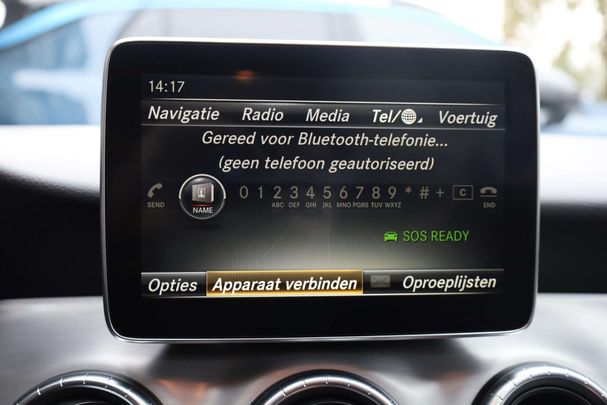 14:17
Navigatie Radio Media Tel/ Voertuig
Gereed voor Bluetooth-telefonie...
(geen telefoon geautoriseerd)
0 1 2 3 4 5 6 7 8 9 * # + C
SEND NAME ABC DEF GHI JKL MNO PQRS TUV WXYZ END
SOS READY
Opties Apparaat verbinden Oproeplijsten